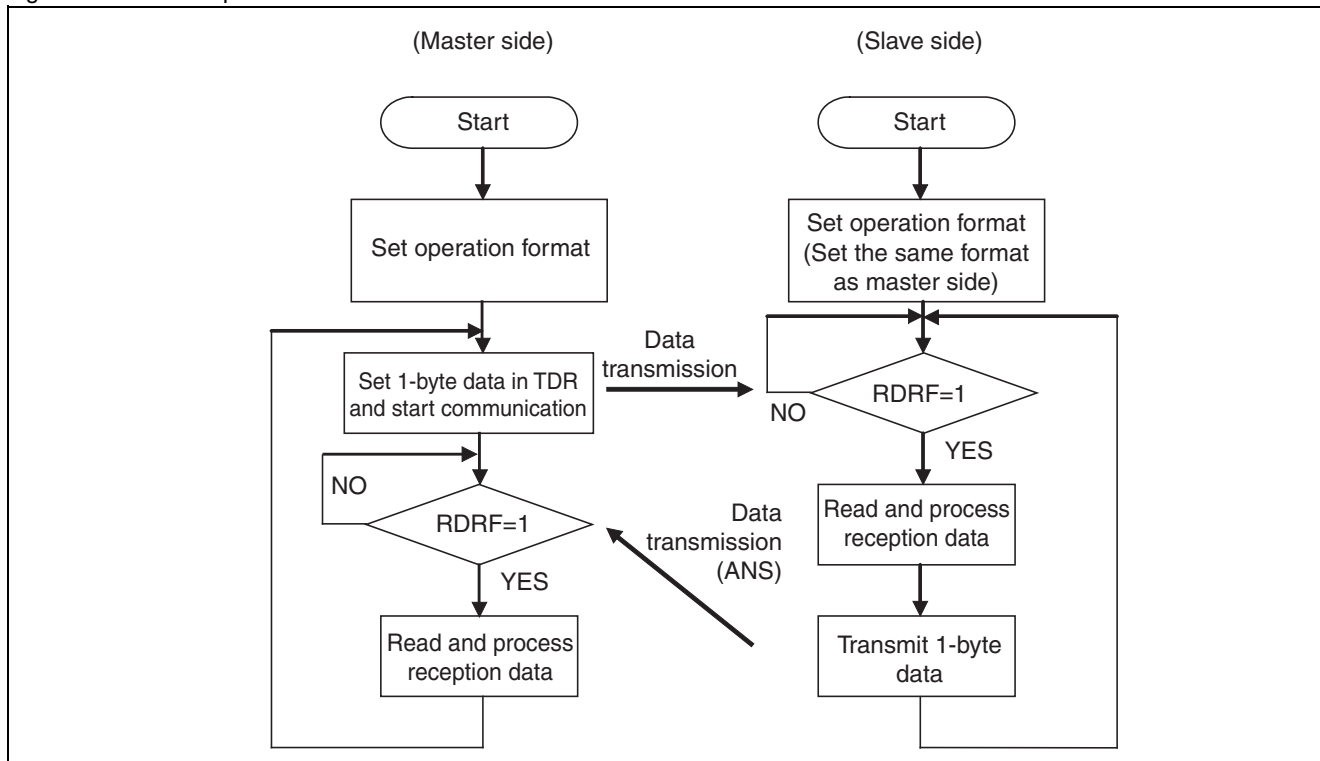 (Master side)
(Slave side)
Start
Start
Set operation format
Set operation format
(Set the same format
as master side)
Set 1-byte data in TDR
and start communication
Data
transmission
RDRF=1
NO
YES
NO
RDRF=1
YES
Data
transmission
(ANS)
Read and process
reception data
Read and process
reception data
Transmit 1-byte
data